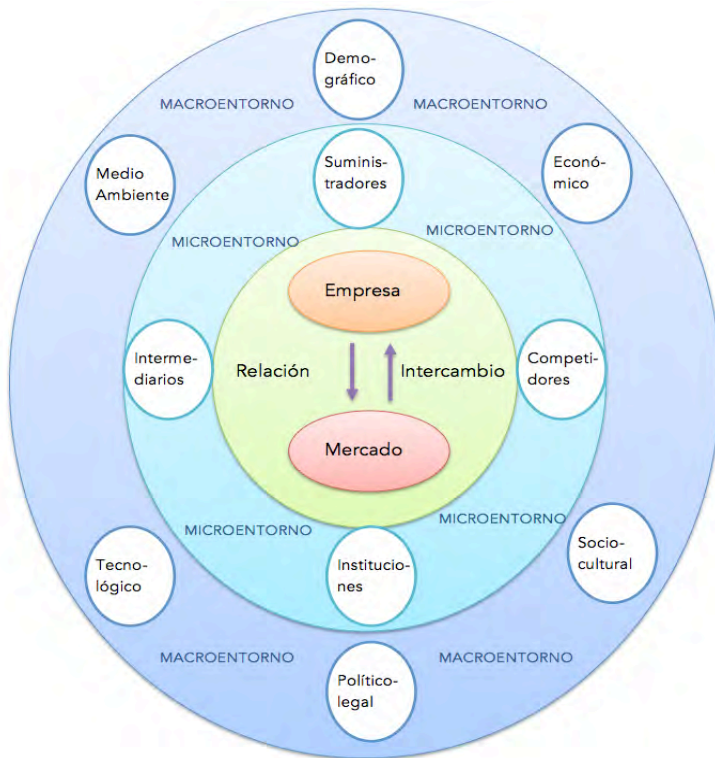 Demo-
gráfico
MACROENTORNO
MACROENTORNO
Medio
Ambiente
Suminis-
tradores
Econó-
mico
MICROENTORNO
MICROENTORNO
Empresa
Interme-
diarios
Relación
Intercambio
Competi-
dores
Mercado
MICROENTORNO
MICROENTORNO
Tecno-
lógico
Institucio-
nes
Socio-
cultural
MACROENTORNO
MACROENTORNO
Político-
legal